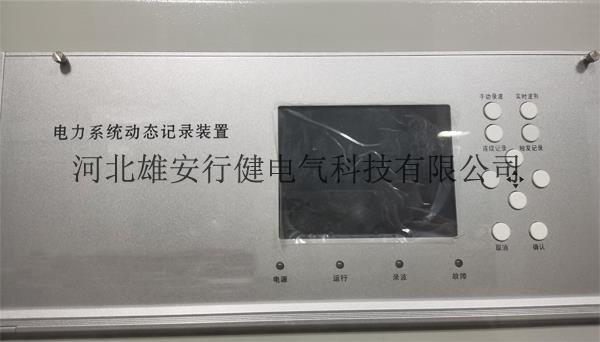 手动录波 实时波形
电力系统动态记录装置
连续记录 触发记录
河北雄安行健电气科技有限公司
取消 确认
电源 运行 录波 故障